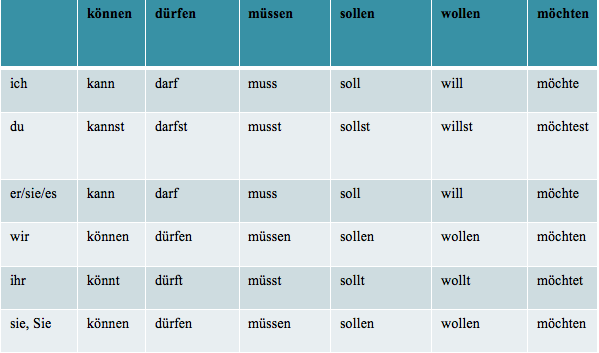 können dürfen müssen sollen wollen möchten
ich kann darf muss soll will möchte
du kannst darfst musst sollst willst möchtest
er/sie/es kann darf muss soll will möchte
wir können dürfen müssen sollen wollen möchten
ihr könnt dürft müsst sollt wollt möchtet
sie, Sie können dürfen müssen sollen wollen möchten